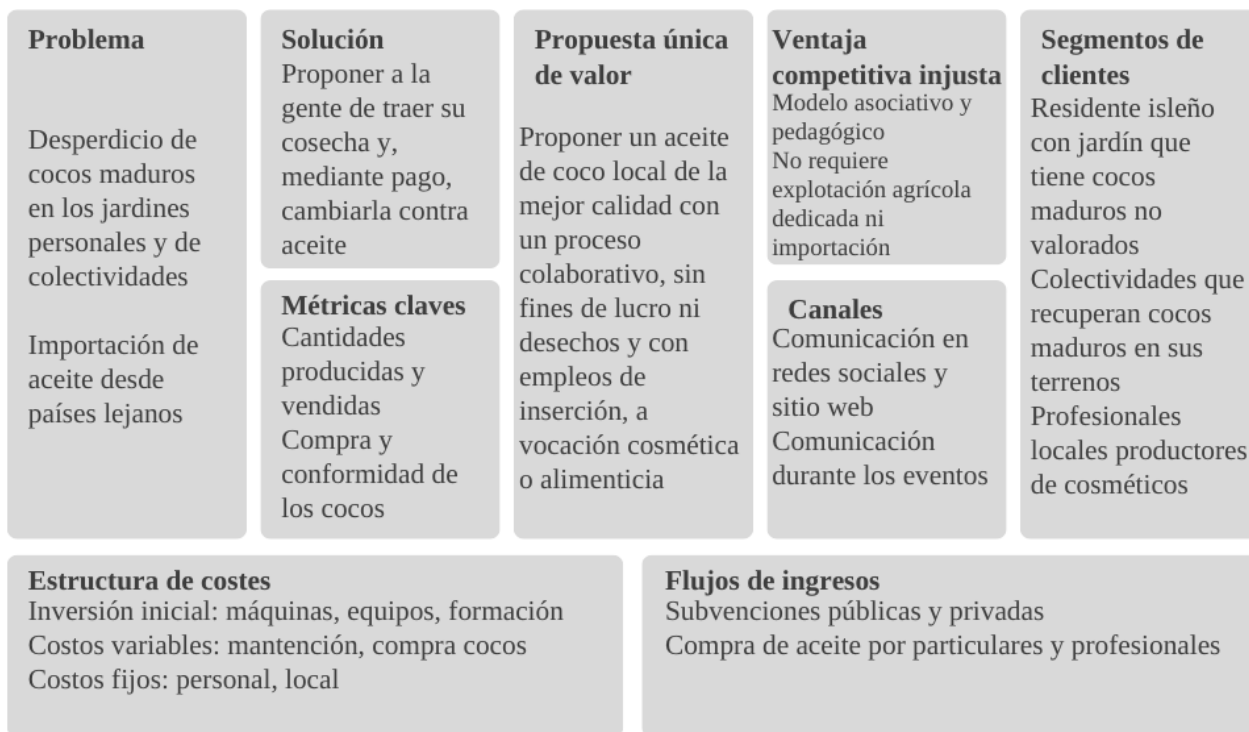 Problema
Desperdicio de
cocos maduros
en los jardines
personales y de
colectividades
Importación de
aceite desde
países lejanos
Solución
Proponer a la
gente de traer su
cosecha y,
mediante pago,
cambiarla contra
aceite
Métricas claves
Cantidades
producidas y
vendidas
Compra y
conformidad de
los cocos
Propuesta única
de valor
Proponer un aceite
de coco local de la
mejor calidad con
un proceso
colaborativo, sin
fines de lucro ni
desechos y con
empleos de
inserción, a
vocación cosmética
o alimenticia
Ventaja
competitiva injusta
Modelo asociativo y
pedagógico
No requiere
explotación agrícola
dedicada ni
importación
Canales
Comunicación en
redes sociales y
sitio web
Comunicación
durante los eventos
Segmentos de
clientes
Residente isleño
con jardín que
tiene cocos
maduros no
valorados
Colectividades que
recuperan cocos
maduros en sus
terrenos
Profesionales
locales productores
de cosméticos
Estructura de costes
Inversión inicial: máquinas, equipos, formación
Costos variables: mantención, compra cocos
Costos fijos: personal, local
Flujos de ingresos
Subvenciones públicas y privadas
Compra de aceite por particulares y profesionales